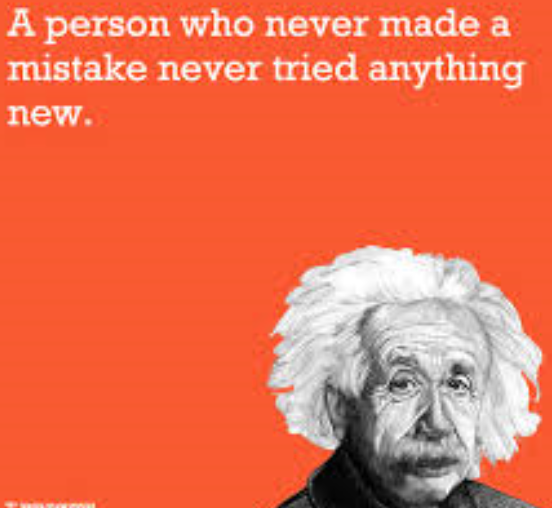 A person who never made a
mistake never tried anything
new.